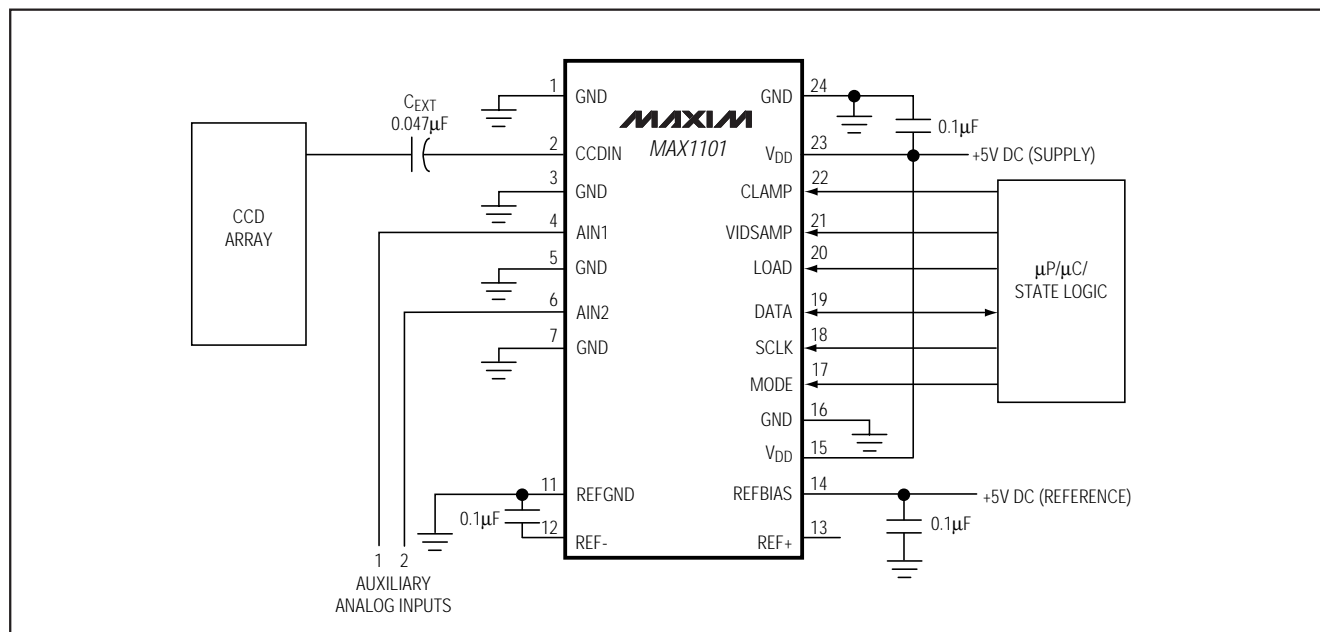 CCD
ARRAY
CEXT
0.047µF
1 GND
2 CCDIN
3 GND
4 AIN1
5 GND
6 AIN2
7 GND
11 REFGND
0.1µF
12 REF-
1 2
AUXILIARY
ANALOG INPUTS
MAXIM
MAX1101
GND 24
0.1µF
VDD 23
+5V DC (SUPPLY)
CLAMP 22
VIDSAMP 21
LOAD 20
DATA 19
SCLK 18
MODE 17
GND 16
VDD 15
REFBIAS 14
+5V DC (REFERENCE)
0.1µF
REF+ 13
µP/µC/
STATE LOGIC